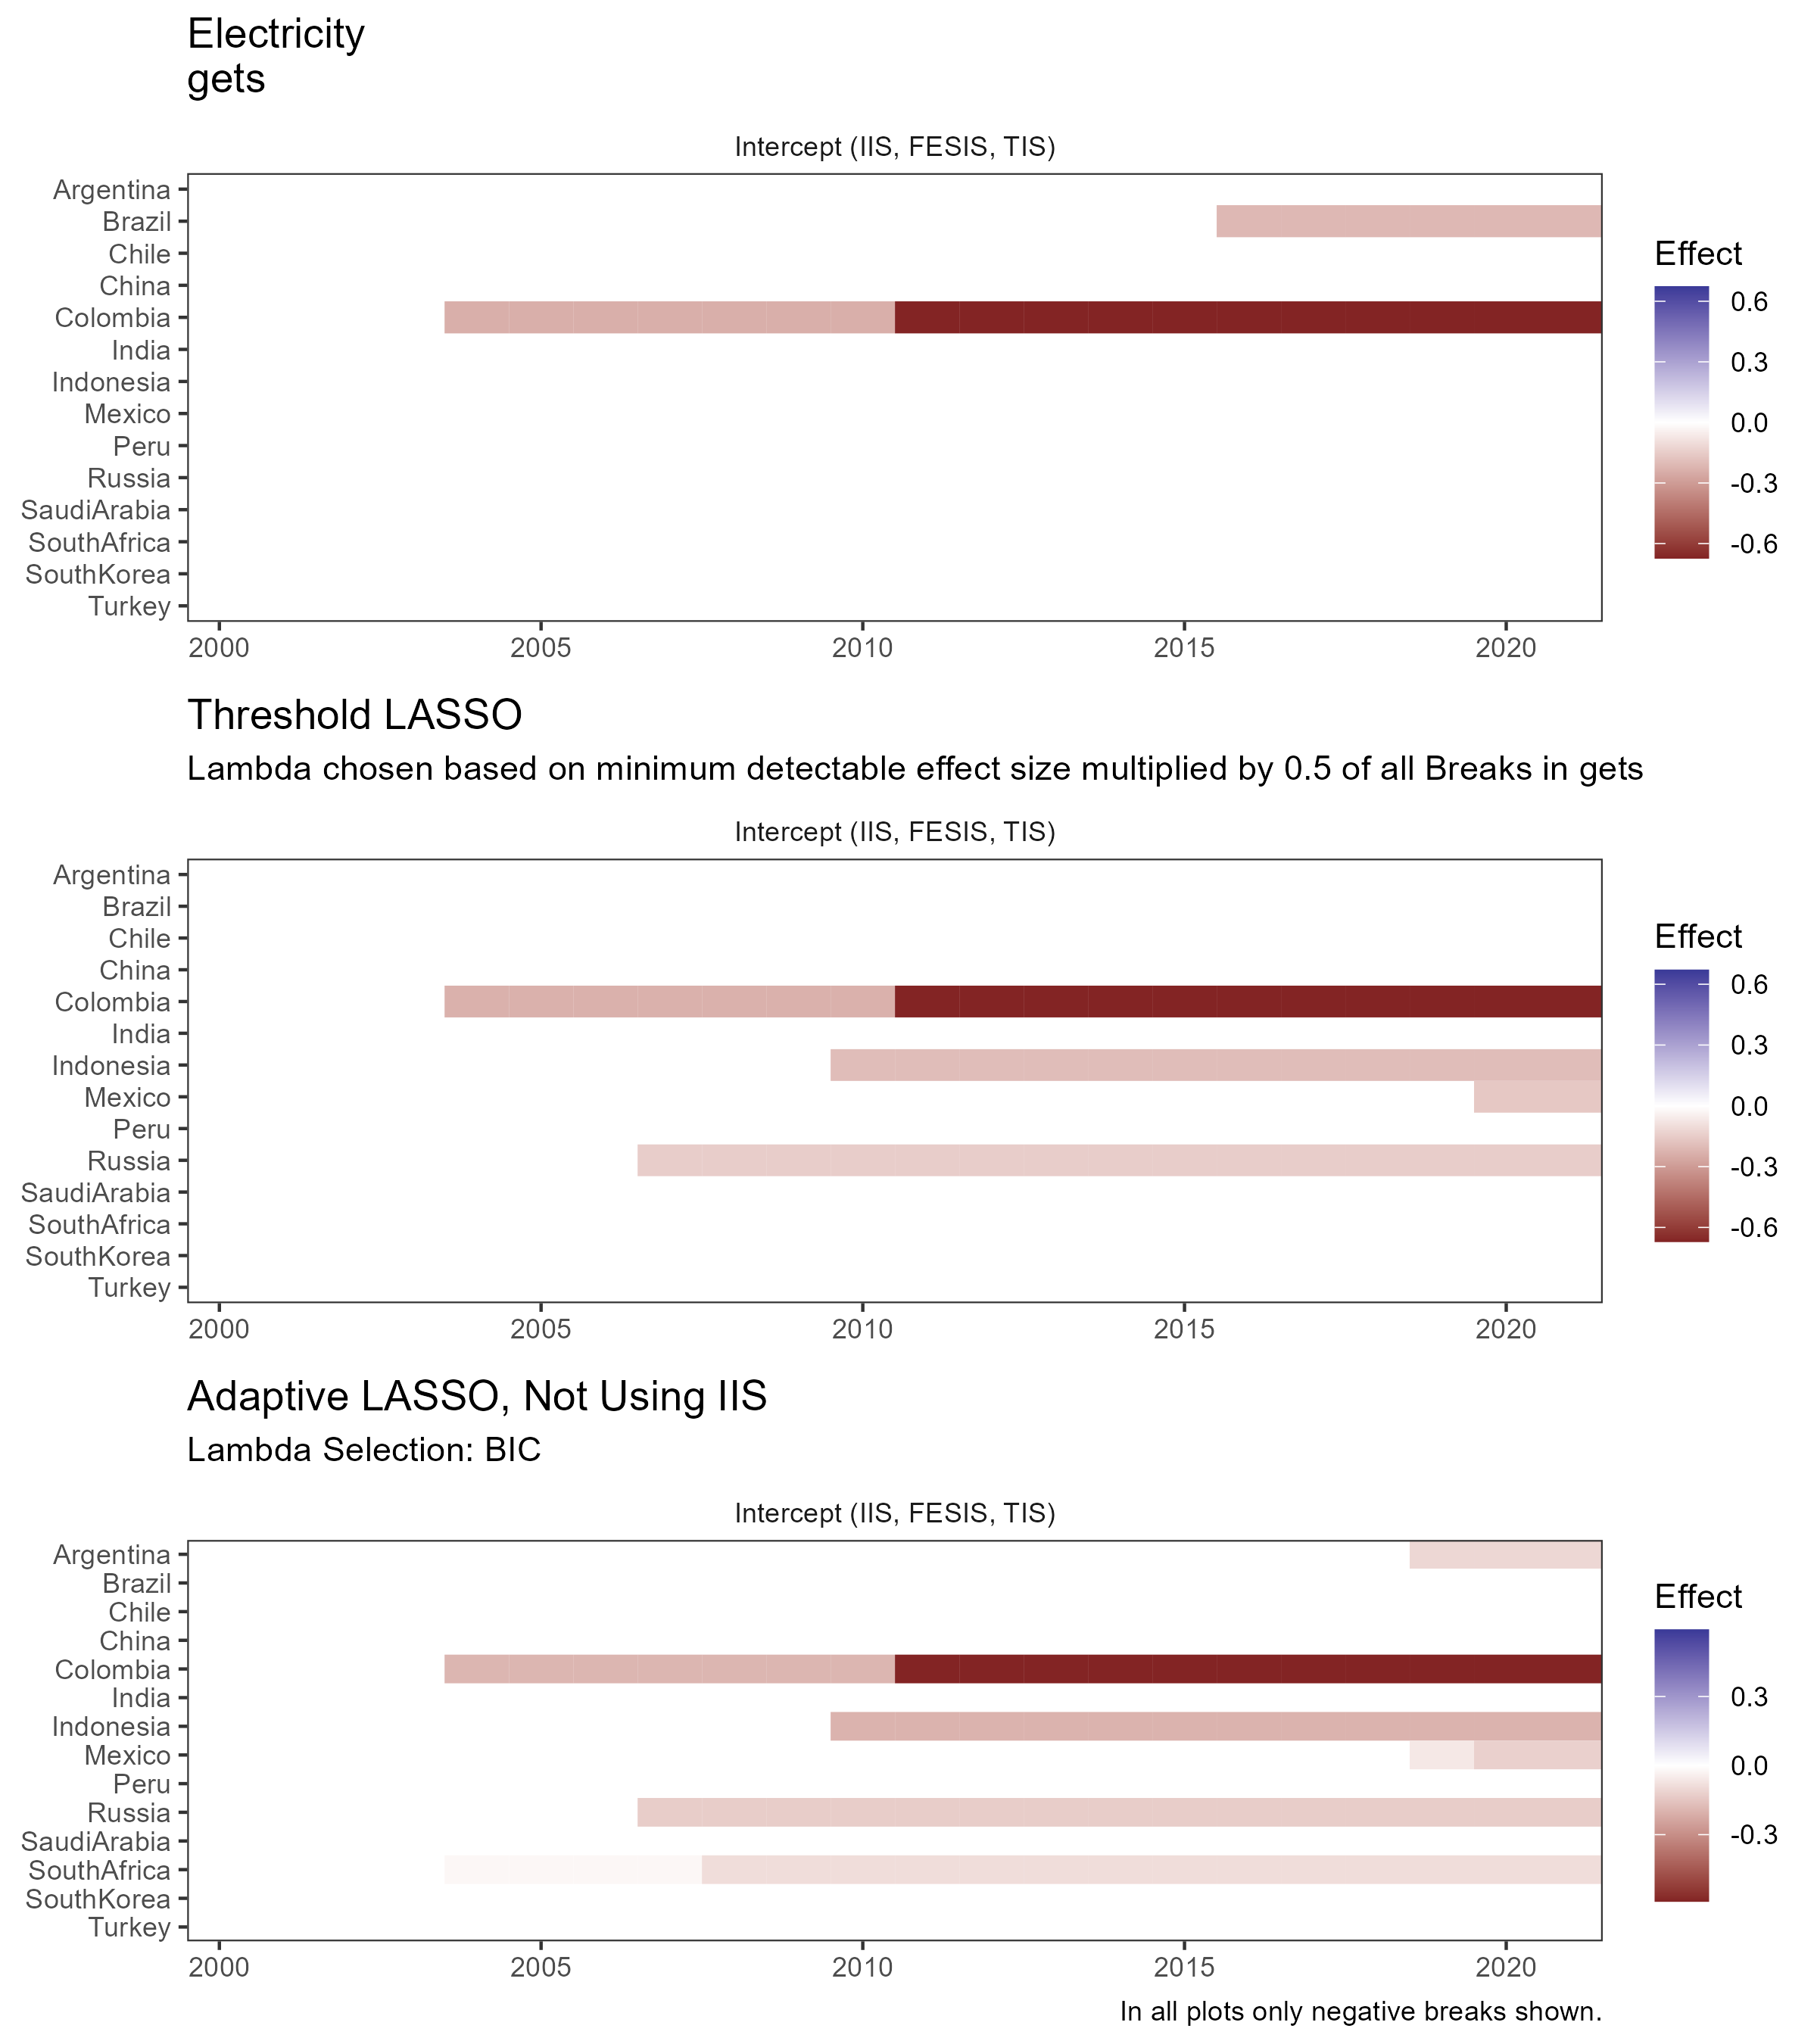 Electricity
gets
Intercept (IIS, FESIS, TIS)
Argentina
Brazil
Chile
China
Colombia
India
Indonesia
Mexico
Peru
Russia
SaudiArabia
SouthAfrica
SouthKorea
Turkey
2000 2005 2010 2015 2020
Effect
0.6
0.3
0.0
-0.3
-0.6
Threshold LASSO
Lambda chosen based on minimum detectable effect size multiplied by 0.5 of all Breaks in gets
Intercept (IIS, FESIS, TIS)
Argentina
Brazil
Chile
China
Colombia
India
Indonesia
Mexico
Peru
Russia
SaudiArabia
SouthAfrica
SouthKorea
Turkey
2000 2005 2010 2015 2020
Effect
0.6
0.3
0.0
-0.3
-0.6
Adaptive LASSO, Not Using IIS
Lambda Selection: BIC
Intercept (IIS, FESIS, TIS)
Argentina
Brazil
Chile
China
Colombia
India
Indonesia
Mexico
Peru
Russia
SaudiArabia
SouthAfrica
SouthKorea
Turkey
2000 2005 2010 2015 2020
Effect
0.3
0.0
-0.3
In all plots only negative breaks shown.